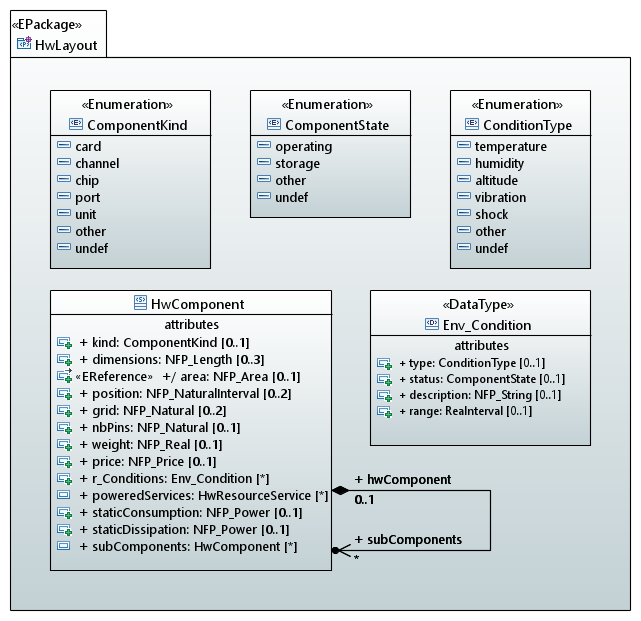 «EPackage»
HwLayout
«Enumeration»
ComponentKind
card
channel
chip
port
unit
other
undef
«Enumeration»
ComponentState
operating
storage
other
undef
«Enumeration»
ConditionType
temperature
humidity
altitude
vibration
shock
other
undef
HwComponent
attributes
+ kind: ComponentKind [0..1]
+ dimensions: NFP_Length [0..3]
«EReference» +/ area: NFP_Area [0..1]
+ position: NFP_NaturalInterval [0..2]
+ grid: NFP_Natural [0..2]
+ nbPins: NFP_Natural [0..1]
+ weight: NFP_Real [0..1]
+ price: NFP_Price [0..1]
+ r_Conditions: Env_Condition [*]
+ poweredServices: HwResourceService [*]
+ staticConsumption: NFP_Power [0..1]
+ staticDissipation: NFP_Power [0..1]
+ subComponents: HwComponent [*]
«DataType»
Env_Condition
attributes
+ type: ConditionType [0..1]
+ status: ComponentState [0..1]
+ description: NFP_String [0..1]
+ range: Realnterval [0..1]
+ hwComponent
0..1
+ subComponents
*